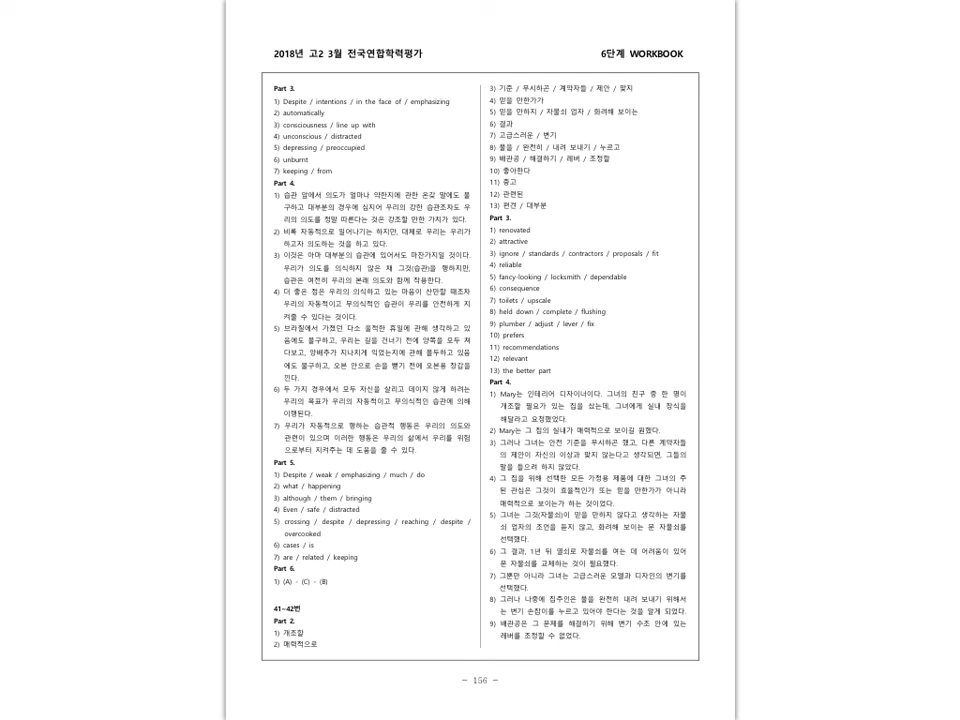 2018년 고2 3월 전국연합학력평가
6단계 WORKBOOK
Part 3.
1) Despite / intentions / in the face of / emphasizing
2) automatically
3) consciousness / line up with
4) unconscious / distracted
5) depressing / preoccupied
6) unburnt
7) keeping / from
Part 4.
1) 습관 앞에서 의도가 얼마나 약한지에 관한 온갖 말에도 불
구하고 대부분의 경우에 심지어 우리의 강한 습관조차도 우
리의 의도를 정말 따른다는 것은 강조할 만한 가치가 있다.
2) 비록 자동적으로 일어나기는 하지만, 대체로 우리는 우리가
하고자 의도하는 것을 하고 있다.
3) 이것은 아마 대부분의 습관에 있어서도 마찬가지일 것이다.
우리가 의도를 의식하지 않은 채 그것(습관)을 행하지만,
습관은 여전히 우리의 본래 의도와 함께 작용한다.
4) 더 좋은 점은 우리의 의식하고 있는 마음이 산만할 때조차
우리의 자동적이고 무의식적인 습관이 우리를 안전하게 지
켜줄 수 있다는 것이다.
5) 브라질에서 가졌던 다소 울적한 휴일에 관해 생각하고 있
음에도 불구하고, 우리는 길을 건너기 전에 양쪽을 모두 쳐
다보고, 양배추가 지나치게 익었는지에 관해 몰두하고 있음
에도 불구하고, 오븐 안으로 손을 뻗기 전에 오븐용 장갑을
낀다.
6) 두 가지 경우에서 모두 자신을 살리고 데이지 않게 하려는
우리의 목표가 우리의 자동적이고 무의식적인 습관에 의해
이행된다.
7) 우리가 자동적으로 행하는 습관적 행동은 우리의 의도와
관련이 있으며 이러한 행동은 우리의 삶에서 우리를 위험
으로부터 지켜주는 데 도움을 줄 수 있다.
Part 5.
1) Despite / weak / emphasizing / much / do
2) what / happening
3) although / them / bringing
4) Even / safe / distracted
5) crossing / despite / depressing / reaching / despite /
overcooked
6) cases / is
7) are / related / keeping
Part 6.
1) (A) - (C) - (B)
41~42번
Part 2.
1) 개조할
2) 매력적으로
3) 기준 / 무시하곤 / 계약자들 / 제안 / 맞지
4) 믿을 만한가가
5) 믿을 만하지 / 자물쇠 업자 / 화려해 보이는
6) 결과
7) 고급스러운 / 변기
8) 물을 / 완전히 / 내려 보내기 / 누르고
9) 배관공 / 해결하기 / 레버 / 조정할
10) 좋아한다
11) 충고
12) 관련된
13) 편견 / 대부분
Part 3.
1) renovated
2) attractive
3) ignore / standards / contractors / proposals / fit
4) reliable
5) fancy-looking / locksmith / dependable
6) consequence
7) toilets / upscale
8) held down / complete / flushing
9) plumber / adjust / lever / fix
10) prefers
11) recommendations
12) relevant
13) the better part
Part 4.
1) Mary는 인테리어 디자이너이다. 그녀의 친구 중 한 명이
개조할 필요가 있는 집을 샀는데, 그녀에게 실내 장식을
해달라고 요청했었다.
2) Mary는 그 집의 실내가 매력적으로 보이길 원했다.
3) 그러나 그녀는 안전 기준을 무시하곤 했고, 다른 계약자들
의 제안이 자신의 이상과 맞지 않는다고 생각되면, 그들의
말을 들으려 하지 않았다.
4) 그 집을 위해 선택한 모든 가정용 제품에 대한 그녀의 주
된 관심은 그것이 효율적인가 또는 믿을 만한가가 아니라
매력적으로 보이는가 하는 것이었다.
5) 그녀는 그것(자물쇠)이 믿을 만하지 않다고 생각하는 자물
쇠 업자의 조언을 듣지 않고, 화려해 보이는 문 자물쇠를
선택했다.
6) 그 결과, 1년 뒤 열쇠로 자물쇠를 여는 데 어려움이 있어
문 자물쇠를 교체하는 것이 필요했다.
7) 그뿐만 아니라 그녀는 고급스러운 모델과 디자인의 변기를
선택했다.
8) 그러나 나중에 집주인은 물을 완전히 내려 보내기 위해서
는 변기 손잡이를 누르고 있어야 한다는 것을 알게 되었다.
9) 배관공은 그 문제를 해결하기 위해 변기 수조 안에 있는
레버를 조정할 수 없었다.
- 156 -